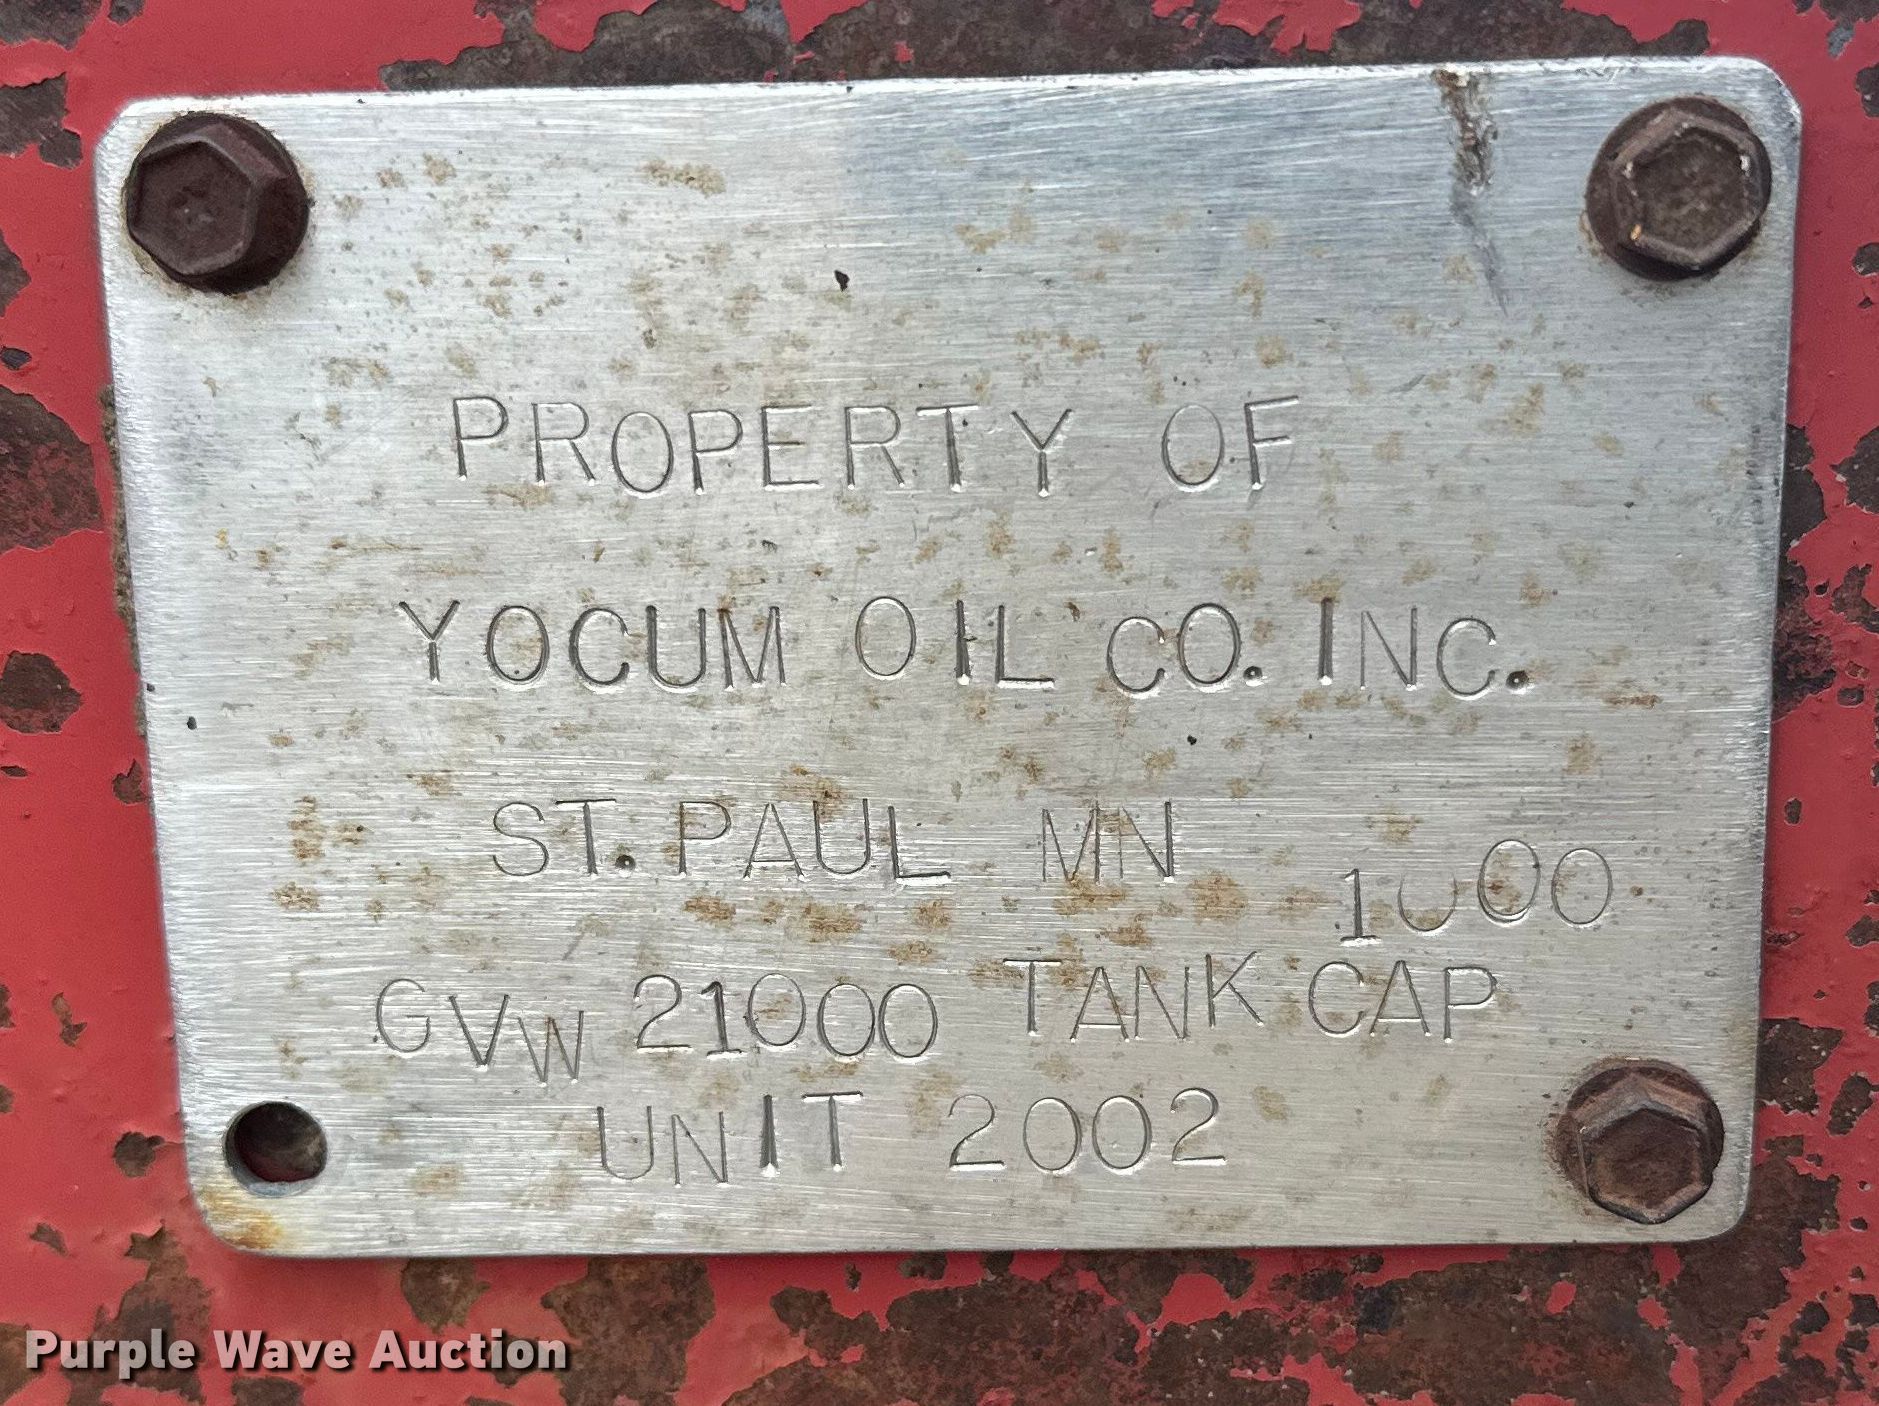 PROPERTY OF
YOCUM OIL CO. INC.
ST. PAUL MN
1000
GVW 21000 TANK CAP
UNIT 2002
Purple Wave Auction